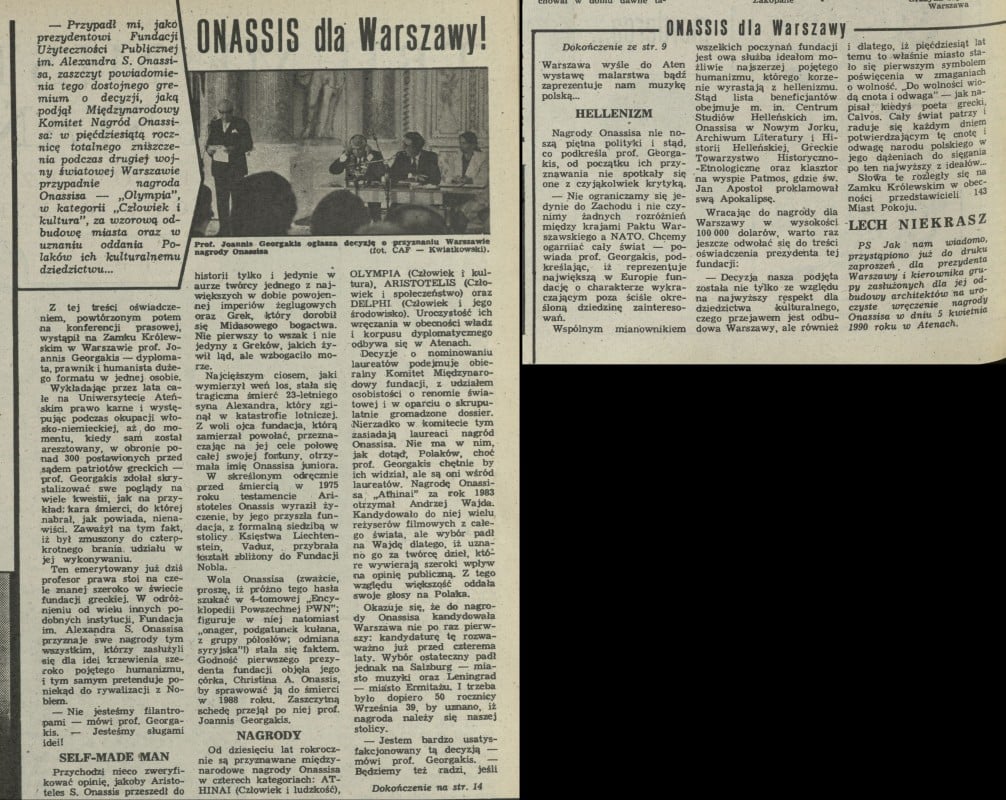 ONASSIS dla Warszawy!
— Przypadł mi, jako
prezydentowi Fundacji
Użyteczności Publicznej
im. Alexandra S. Onassi-
sa, zaszczyt powiadomie-
nia tego dostojnego gre-
mium o decyzji, jaką
podjął Międzynarodowy
Komitet Nagród Onassi-
sa: w pięćdziesiątą rocz-
nicę totalnego zniszcze-
nia podczas drugiej woj-
ny światowej Warszawie
przypadnie nagroda
Onassisa — „Olympia",
w kategorii „Człowiek i
kultura", za wzorową od-
budowę miasta oraz w
uznaniu oddania Po-
laków ich kulturalnemu
dziedzictwu...
Prof. Joannis Georgakis ogłasza decyzję o przyznaniu Warszawie
nagrody Onassisa (fot. CAF — Kwiatkowski).
Z tej treści oświadcze-
niem, powtórzonym potem
na konferencji prasowej,
wystąpił na Zamku Królew-
skim w Warszawie prof. Jo-
annis Georgakis — dyploma-
ta, prawnik i humanista duże-
go formatu w jednej osobie.
Wykładając przez lata ca-
łe na Uniwersytecie Ateń-
skim prawo karne i wystę-
pując podczas okupacji wło-
sko-niemieckiej, aż do mo-
mentu, kiedy sam został
aresztowany, w obronie po-
nad 300 postawionych przed
sądem patriotów greckich —
prof. Georgakis zdołał skry-
stalizować swe poglądy na
wiele kwestii, jak na przy-
kład: kara śmierci, do której
nabrał, jak powiada, niena-
wiści. Zaważył na tym fakt,
iż był zmuszony do cztero-
krotnego brania udziału w
jej wykonywaniu.
Ten emerytowany już dziś
profesor prawa stoi na cze-
le znanej szeroko w świecie
fundacji greckiej. W odróż-
nieniu od wielu innych po-
dobnych instytucji, Fundacja
im. Alexandra S. Onassisa
przyznaje swe nagrody tym
wszystkim, którzy zasłużyli
się dla idei krzewienia sze-
roko pojętego humanizmu,
i tym samym pretenduje po-
niekąd do rywalizacji z No-
blem.
— Nie jesteśmy filantro-
pami — mówi prof. Georga-
kis. — Jesteśmy sługami
idei!
SELF-MADE MAN
Przychodzi nieco zweryfi-
kować opinię, jakoby Aristo-
teles S. Onassis przeszedł do
historii tylko i jedynie w
aurze twórcy jednego z naj-
większych w dobie powojen-
nej imperiów żeglugowych
oraz Grek, który dorobił
się Midasowego bogactwa.
Nie pierwszy to wszak i nie
jedyny z Greków, jakich ży-
wił ląd, ale wzbogaciło mo-
rze.
Najcięższym ciosem, jaki
wymierzył weń los, stała się
tragiczna śmierć 23-letniego
syna Alexandra, który zgi-
nął w katastrofie lotniczej.
Z woli ojca fundacja, którą
zamierzał powołać, przezna-
czając na jej cele połowę
całej swojej fortuny, otrzy-
mała imię Onassisa juniora.
W skreślonym odręcznie
przed śmiercią w 1975
roku testamencie Ari-
stoteles Onassis wyraził ży-
czenie, by jego przyszła fun-
dacja, z formalną siedzibą w
stolicy Księstwa Liechten-
stein, Vaduz, przybrała
kształt zbliżony do Fundacji
Nobla.
Wola Onassisa (zważcie,
proszę, iż próżno tego hasła
szukać w 4-tomowej „Ency-
klopedii Powszechnej PWN";
figuruje w niej natomiast
„onager, podgatunek kułana,
z grupy półosłów; odmiana
syryjska"!) stała się faktem.
Godność pierwszego prezy-
denta fundacji objęła jego
córka, Christina A. Onassis,
by sprawować ją do śmierci
w 1988 roku. Zaszczytną
schedę przejął po niej prof.
Joannis Georgakis.
NAGRODY
Od dziesięciu lat rokrocz-
nie są przyznawane między-
narodowe nagrody Onassisa
w czterech kategoriach: AT-
HINAI (Człowiek i ludzkość),
OLYMPIA (Człowiek i kul-
tura), ARISTOTELIS (Czło-
wiek i społeczeństwo) oraz
DELPHI (Człowiek i jego
środowisko). Uroczystość ich
wręczania w obecności władz
i korpusu dyplomatycznego
odbywa się w Atenach.
Decyzje o nominowaniu
laureatów podejmuje obie-
ralny Komitet Międzynaro-
dowy fundacji, z udziałem
osobistości o renomie świa-
towej i w oparciu o skrupu-
latnie gromadzone dossier.
Nierzadko w komitecie tym
zasiadają laureaci nagród
Onassisa. Nie ma w nim,
jak dotąd, Polaków, choć
prof. Georgakis chętnie by
ich widział, ale są oni wśród
laureatów. Nagrodę Onassi-
sa „Athinai" za rok 1983
otrzymał Andrzej Wajda.
Kandydowało do niej wielu
reżyserów filmowych z całe-
go świata, ale wybór padł
na Wajdę dlatego, iż uzna-
no go za twórcę dzieł, któ-
re wywierają szeroki wpływ
na opinię publiczną. Z tego
względu większość oddała
swoje głosy na Polaka.
Okazuje się, że do nagro-
dy Onassisa kandydowała
Warszawa nie po raz pierw-
szy: kandydaturę tę rozwa-
żano już przed czterema
laty. Wybór ostateczny padł
jednak na Salzburg — mia-
sto muzyki oraz Leningrad
— miasto Ermitażu. I trzeba
było dopiero 50 rocznicy
Września 39, by uznano, iż
nagroda należy się naszej
stolicy.
— Jestem bardzo usatys-
fakcjonowany tą decyzją —
mówi prof. Georgakis. —
Będziemy też radzi, jeśli
Dokończenie na str. 14
chował w domu dawne ta-
Zakopane
Warszawa
ONASSIS dla Warszawy
Dokończenie ze str. 9
Warszawa wyśle do Aten
wystawę malarstwa bądź
zaprezentuje nam muzykę
polską...
HELLENIZM
Nagrody Onassisa nie no-
szą piętna polityki i stąd,
co podkreśla prof. Georga-
kis, od początku ich przy-
znawania nie spotkały się
one z czyjąkolwiek krytyką.
— Nie ograniczamy się je-
dynie do Zachodu i nie czy-
nimy żadnych rozróżnień
między krajami Paktu War-
szawskiego a NATO. Chcemy
ogarniać cały świat — po-
wiada prof. Georgakis, pod-
kreślając, iż reprezentuje
największą w Europie fun-
dację o charakterze wykra-
czającym poza ściśle okre-
śloną dziedzinę zaintereso-
wań.
Wspólnym mianownikiem
wszelkich poczynań fundacji
jest owa służba ideałom moż-
liwie najszerzej pojętego
humanizmu, którego korze-
nie wyrastają z hellenizmu.
Stąd lista beneficjantów
obejmuje m. in. Centrum
Studiów Helleńskich im.
Onassisa w Nowym Jorku,
Archiwum Literatury i Hi-
storii Helleńskiej, Greckie
Towarzystwo Historyczno-
-Etnologiczne oraz klasztor
na wyspie Patmos, gdzie św.
Jan Apostoł proklamował
swą Apokalipsę.
Wracając do nagrody dla
Warszawy w wysokości
100 000 dolarów, warto raz
jeszcze odwołać się do treści
oświadczenia prezydenta tej
fundacji:
— Decyzja nasza podjęta
została nie tylko ze względu
na najwyższy respekt dla
dziedzictwa kulturalnego,
czego przejawem jest odbu-
dowa Warszawy, ale również
i dlatego, iż pięćdziesiąt lat
temu to właśnie miasto sta-
ło się pierwszym symbolem
poświęcenia w zmaganiach
o wolność. „Do wolności wio-
dą cnota i odwaga" — jak na-
pisał kiedyś poeta grecki,
Calvos. Cały świat patrzy i
raduje się każdym dniem
potwierdzającym tę cnotę i
odwagę narodu polskiego w
jego dążeniach do sięgania
po ten najwyższy z ideałów...
Słowa te rozległy się na
Zamku Królewskim w obec-
ności przedstawicieli 143
Miast Pokoju.
LECH NIEKRASZ
PS Jak nam wiadomo,
przystąpiono już do druku
zaproszeń dla prezydenta
Warszawy i kierownika gru-
py zasłużonych dla jej od-
budowy architektów na uro-
czyste wręczenie nagrody
Onassisa w dniu 5 kwietnia
1990 roku w Atenach.